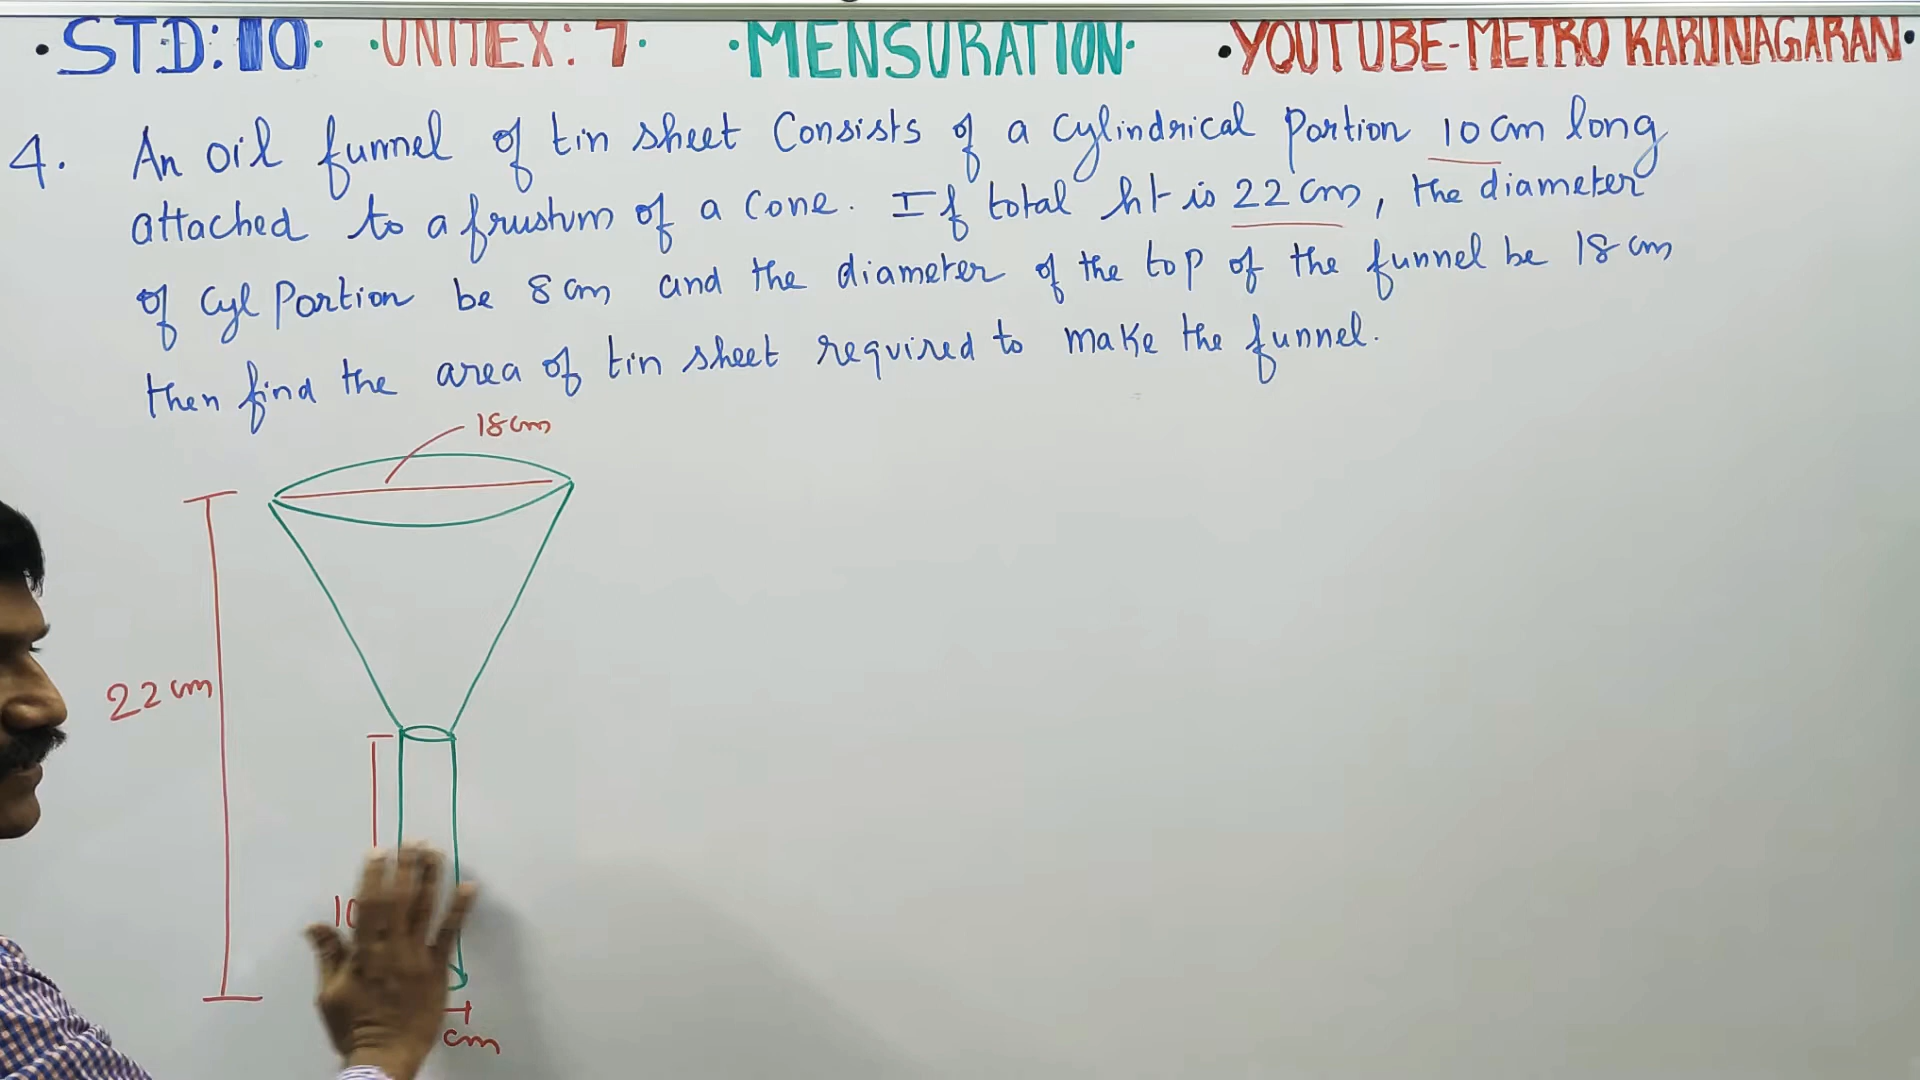 •STD:10• •UNITEX: 7• •MENSURATION• •YOUTUBE-METRO KARUNAGARAN•
4. An oil funnel of tin sheet Consists of a cylindrical Portion 10 cm long
attached to a frustum of a cone. If total ht is 22 cm, the diameter
of Cyl Portion be 8 cm and the diameter of the top of the funnel be 18 cm
then find the area of tin sheet required to make the funnel.
18 cm
22 cm
10
cm